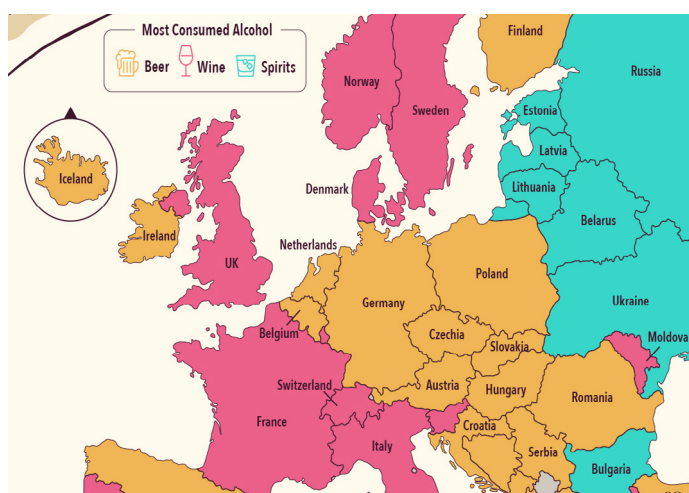 Most Consumed Alcohol
Beer
Wine
Spirits
Finland
Norway
Sweden
Russia
Estonia
Latvia
Lithuania
Belarus
Iceland
Denmark
Ireland
UK
Netherlands
Poland
Germany
Ukraine
Belgium
Czechia
Slovakia
Moldova
Switzerland
Austria
Hungary
Romania
France
Italy
Croatia
Serbia
Bulgaria